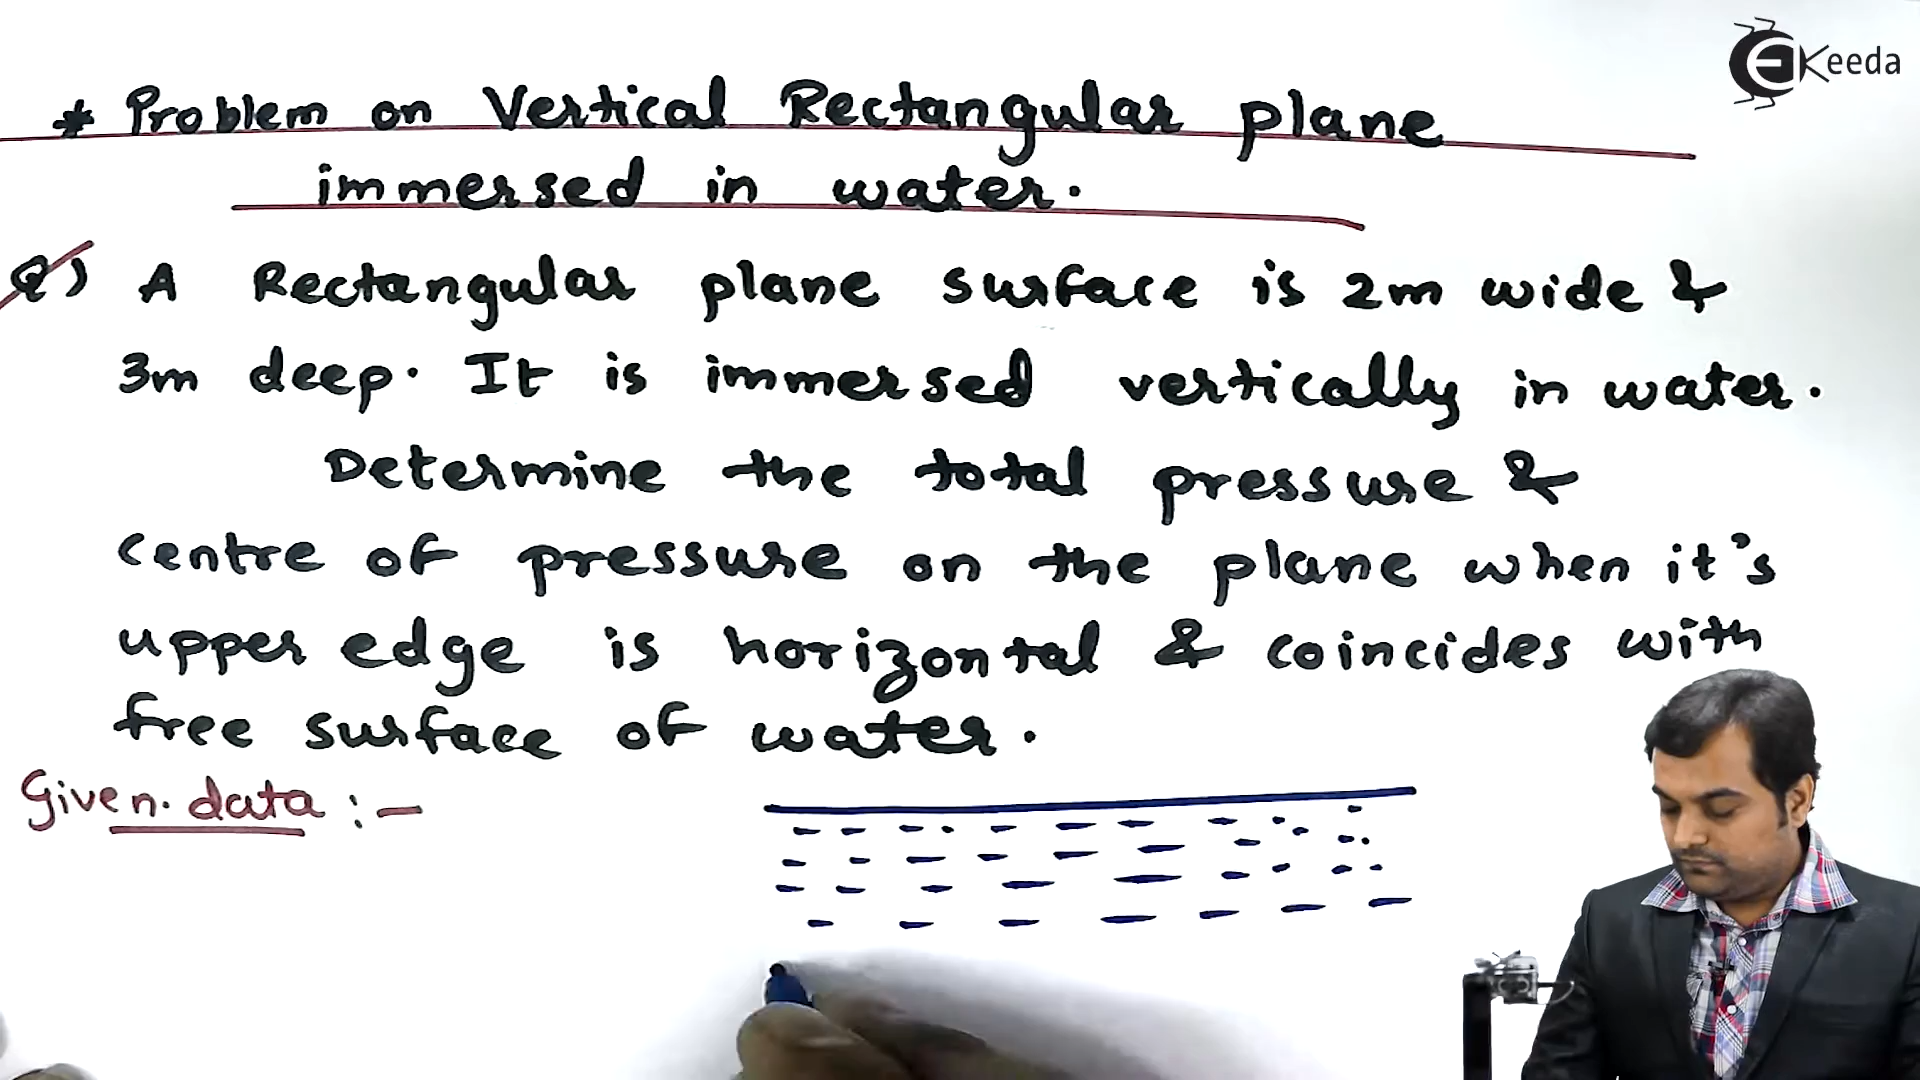 EKeeda
* Problem on Vertical Rectangular plane
immersed in water.
Q) A Rectangular plane surface is 2m wide &
3m deep. It is immersed vertically in water.
Determine the total pressure &
centre of pressure on the plane when it's
upper edge is horizontal & coincides with
free surface of water.
Given data :-